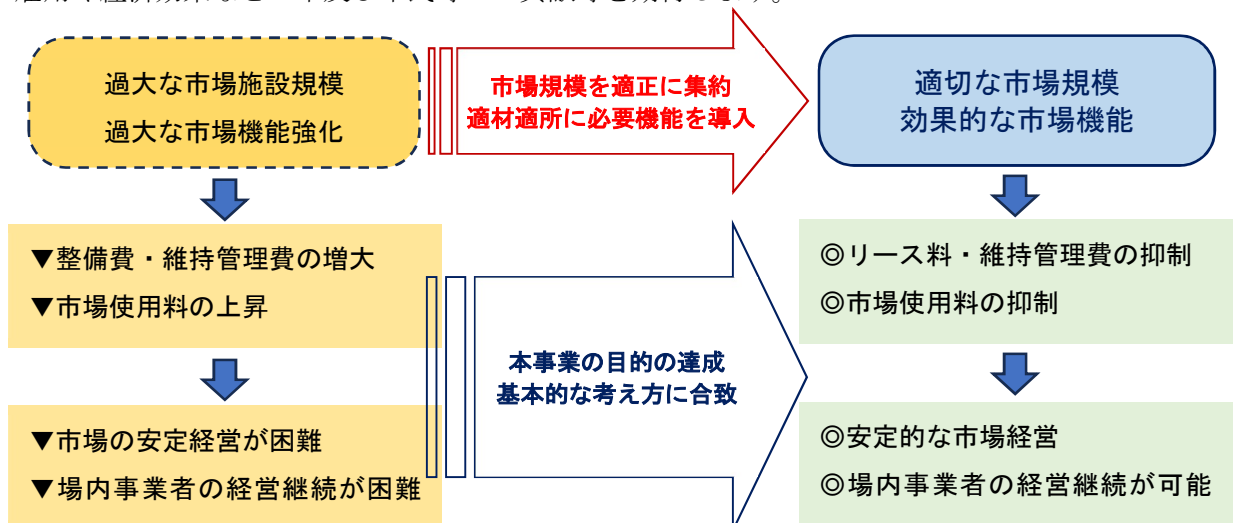 過大な市場施設規模
過大な市場機能強化
市場規模を適正に集約
適材適所に必要機能を導入
適切な市場規模
効果的な市場機能
▼整備費・維持管理費の増大
▼市場使用料の上昇
◎リース料・維持管理費の抑制
◎市場使用料の抑制
本事業の目的の達成
基本的な考え方に合致
▼市場の安定経営が困難
▼場内事業者の経営継続が困難
◎安定的な市場経営
◎場内事業者の経営継続が可能